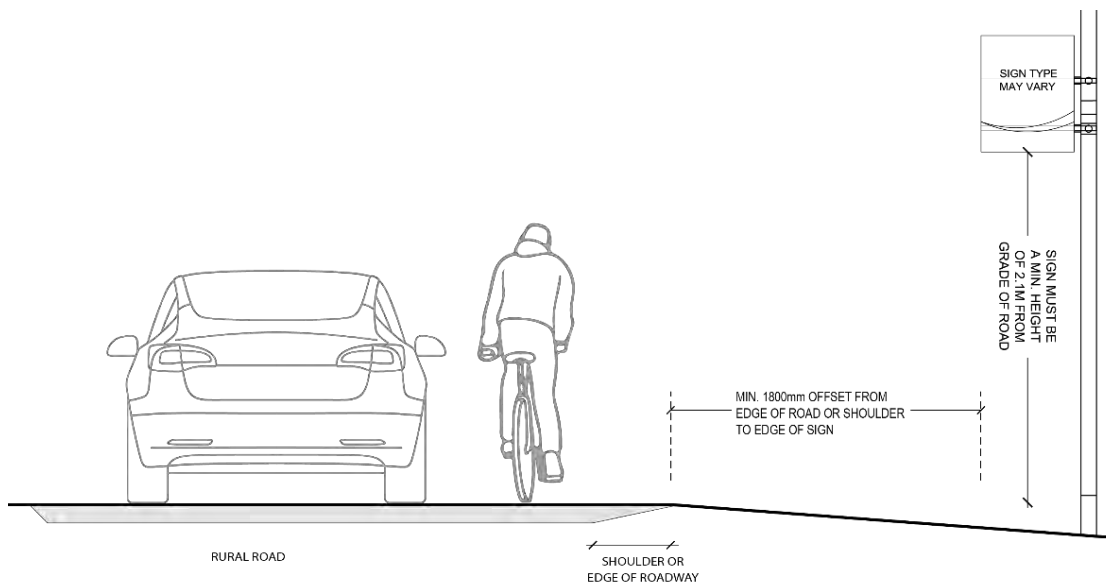 SIGN TYPE
MAY VARY
SIGN MUST BE
A MIN. HEIGHT
OF 2.1M FROM
GRADE OF ROAD
MIN. 1800mm OFFSET FROM
EDGE OF ROAD OR SHOULDER
TO EDGE OF SIGN
RURAL ROAD
SHOULDER OR
EDGE OF ROADWAY